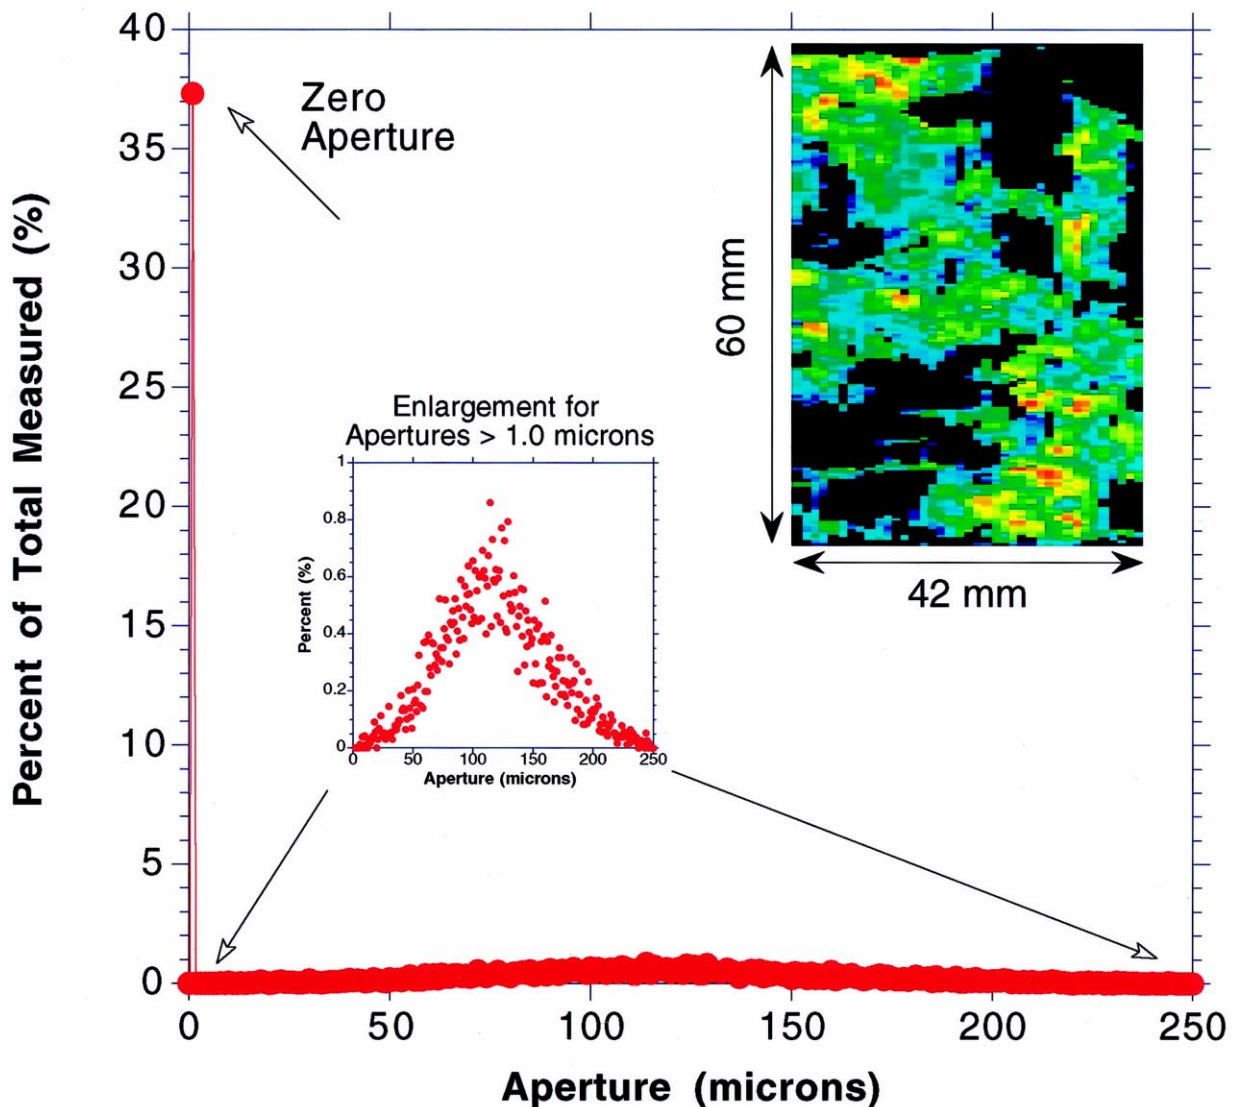 40
35
30
25
20
15
10
5
0
Percent of Total Measured (%)
Zero
Aperture
60 mm
42 mm
Enlargement for
Apertures > 1.0 microns
1
0.8
0.6
0.4
0.2
0
Percent (%)
0 50 100 150 200 250
Aperture (microns)
0 50 100 150 200 250
Aperture (microns)